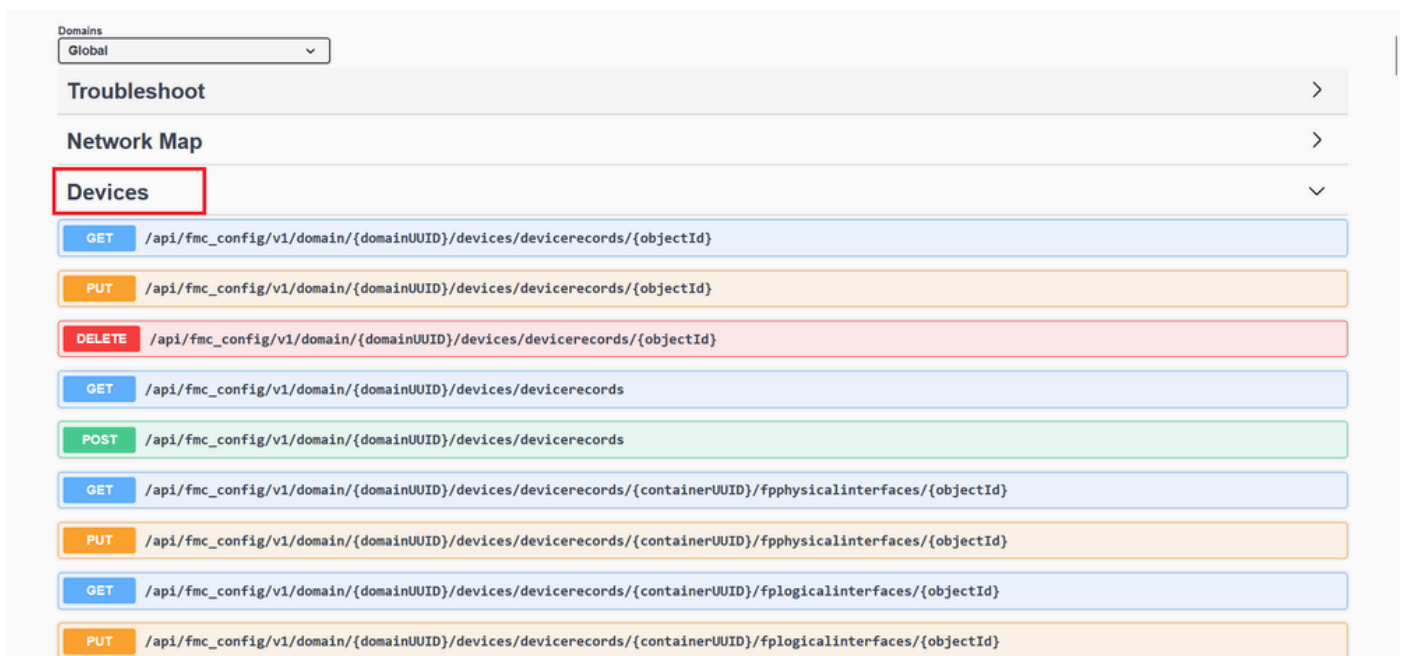 Domains
Global
Troubleshoot
Network Map
Devices
GET /api/fmc_config/v1/domain/{domainUUID}/devices/devicerecords/{objectId}
PUT /api/fmc_config/v1/domain/{domainUUID}/devices/devicerecords/{objectId}
DELETE /api/fmc_config/v1/domain/{domainUUID}/devices/devicerecords/{objectId}
GET /api/fmc_config/v1/domain/{domainUUID}/devices/devicerecords
POST /api/fmc_config/v1/domain/{domainUUID}/devices/devicerecords
GET /api/fmc_config/v1/domain/{domainUUID}/devices/devicerecords/{containerUUID}/fpphysicalinterfaces/{objectId}
PUT /api/fmc_config/v1/domain/{domainUUID}/devices/devicerecords/{containerUUID}/fpphysicalinterfaces/{objectId}
GET /api/fmc_config/v1/domain/{domainUUID}/devices/devicerecords/{containerUUID}/fplogicalinterfaces/{objectId}
PUT /api/fmc_config/v1/domain/{domainUUID}/devices/devicerecords/{containerUUID}/fplogicalinterfaces/{objectId}